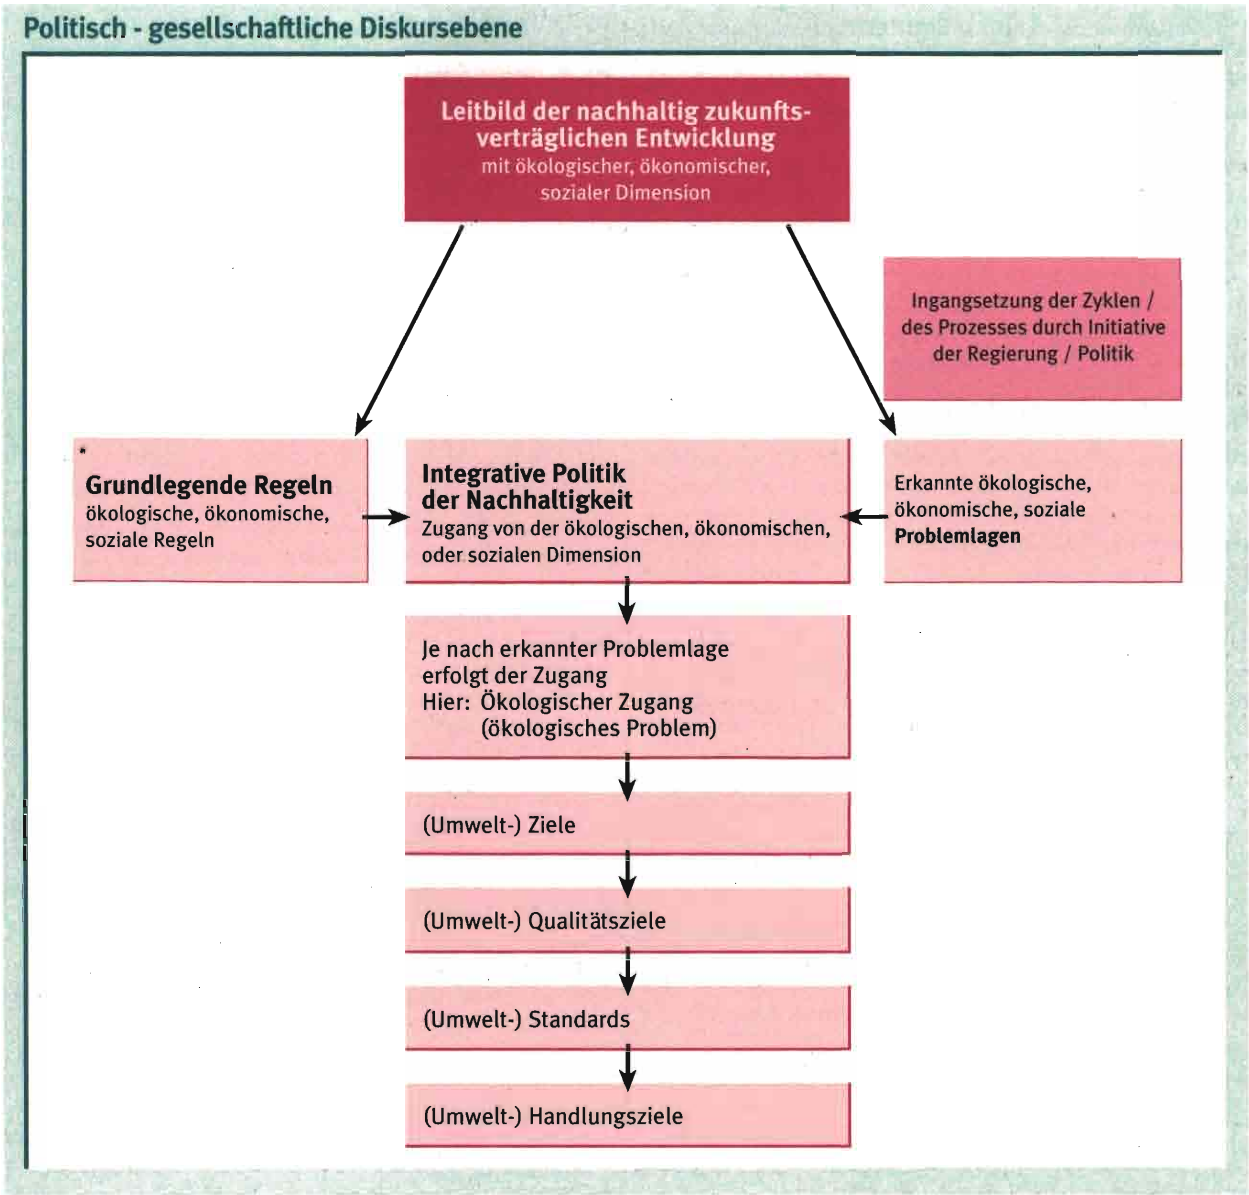 Politisch - gesellschaftliche Diskursebene
Leitbild der nachhaltig zukunfts-
verträglichen Entwicklung
mit ökologischer, ökonomischer,
sozialer Dimension
Ingangsetzung der Zyklen /
des Prozesses durch Initiative
der Regierung / Politik
Grundlegende Regeln
ökologische, ökonomische,
soziale Regeln
Integrative Politik
der Nachhaltigkeit
Zugang von der ökologischen, ökonomischen,
oder sozialen Dimension
Erkannte ökologische,
ökonomische, soziale
Problemlagen
Je nach erkannter Problemlage
erfolgt der Zugang
Hier: Ökologischer Zugang
(ökologisches Problem)
(Umwelt-) Ziele
(Umwelt-) Qualitätsziele
(Umwelt-) Standards
(Umwelt-) Handlungsziele